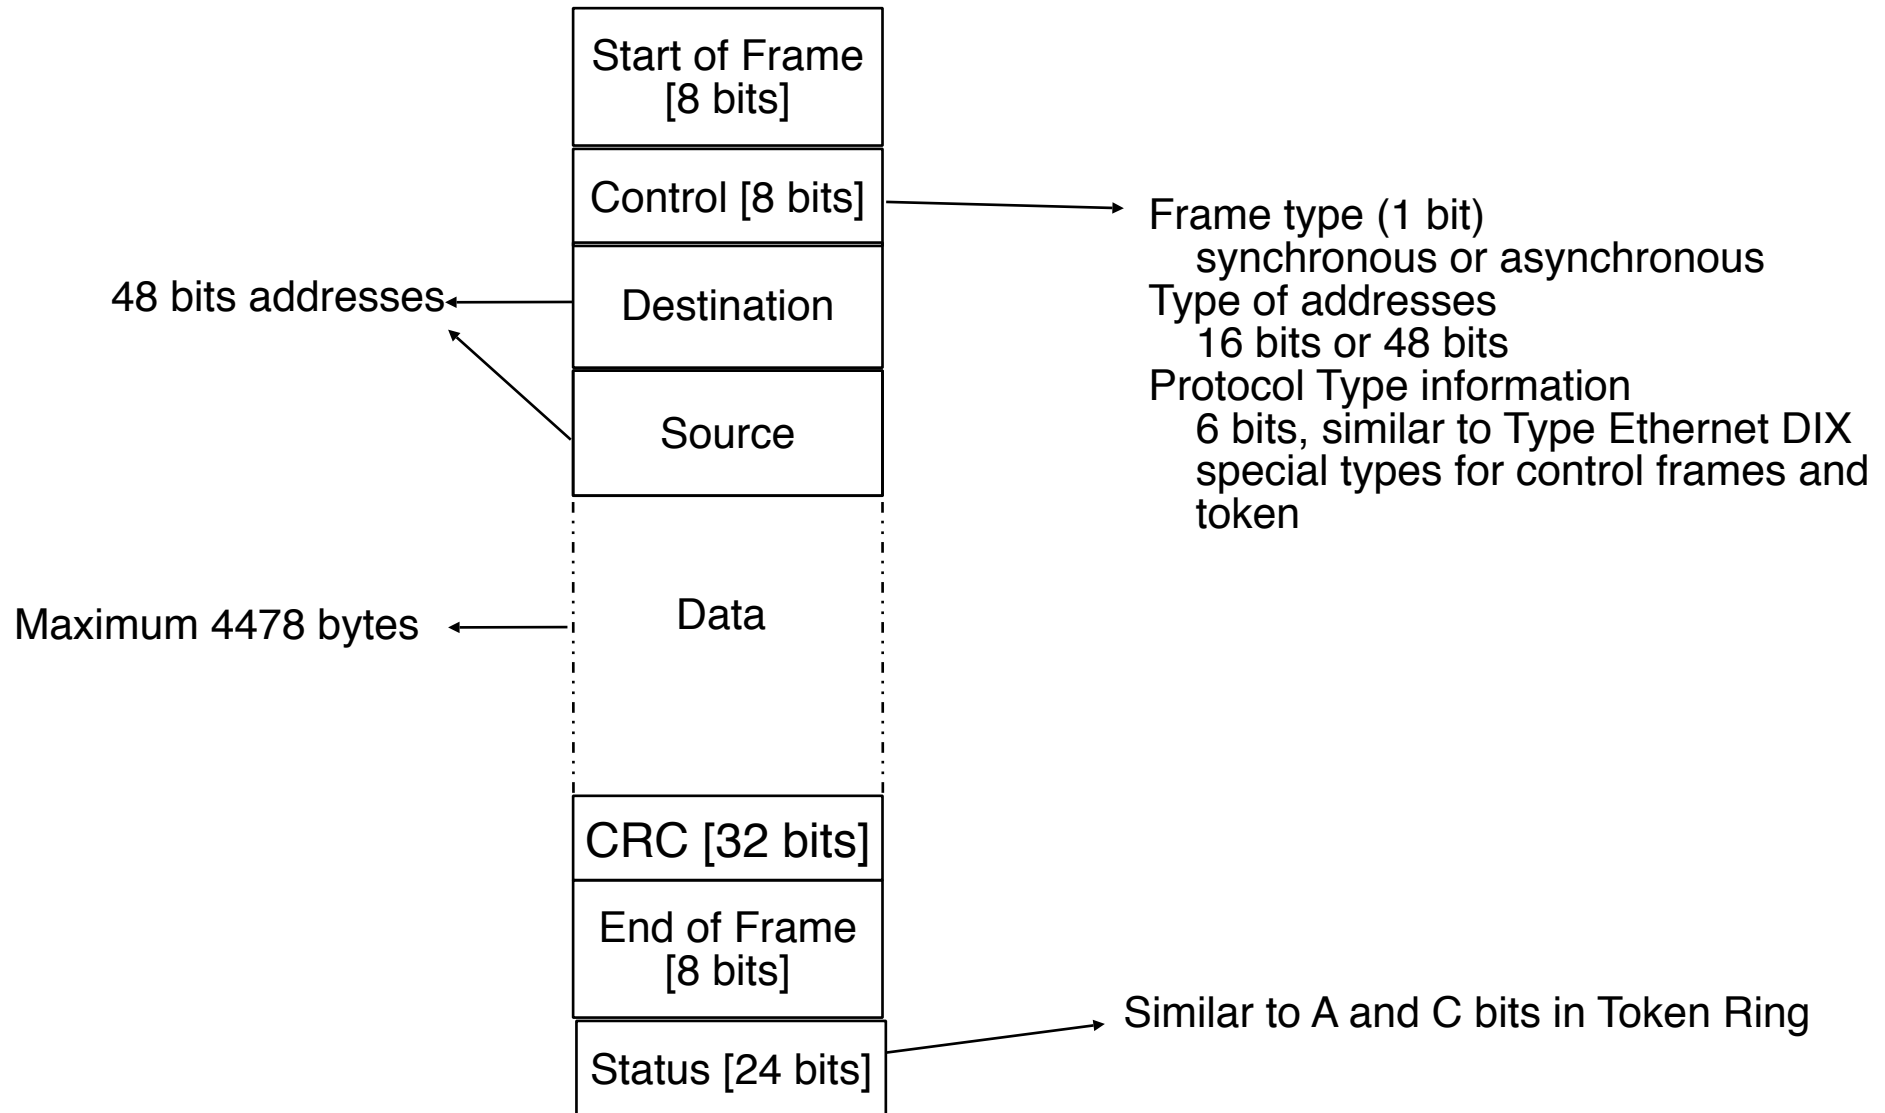 Start of Frame
[8 bits]
Control [8 bits]
Frame type (1 bit)
synchronous or asynchronous
Type of addresses
16 bits or 48 bits
Protocol Type information
6 bits, similar to Type Ethernet DIX
special types for control frames and
token
48 bits addresses
Destination
Source
Maximum 4478 bytes
Data
CRC [32 bits]
End of Frame
[8 bits]
Similar to A and C bits in Token Ring
Status [24 bits]